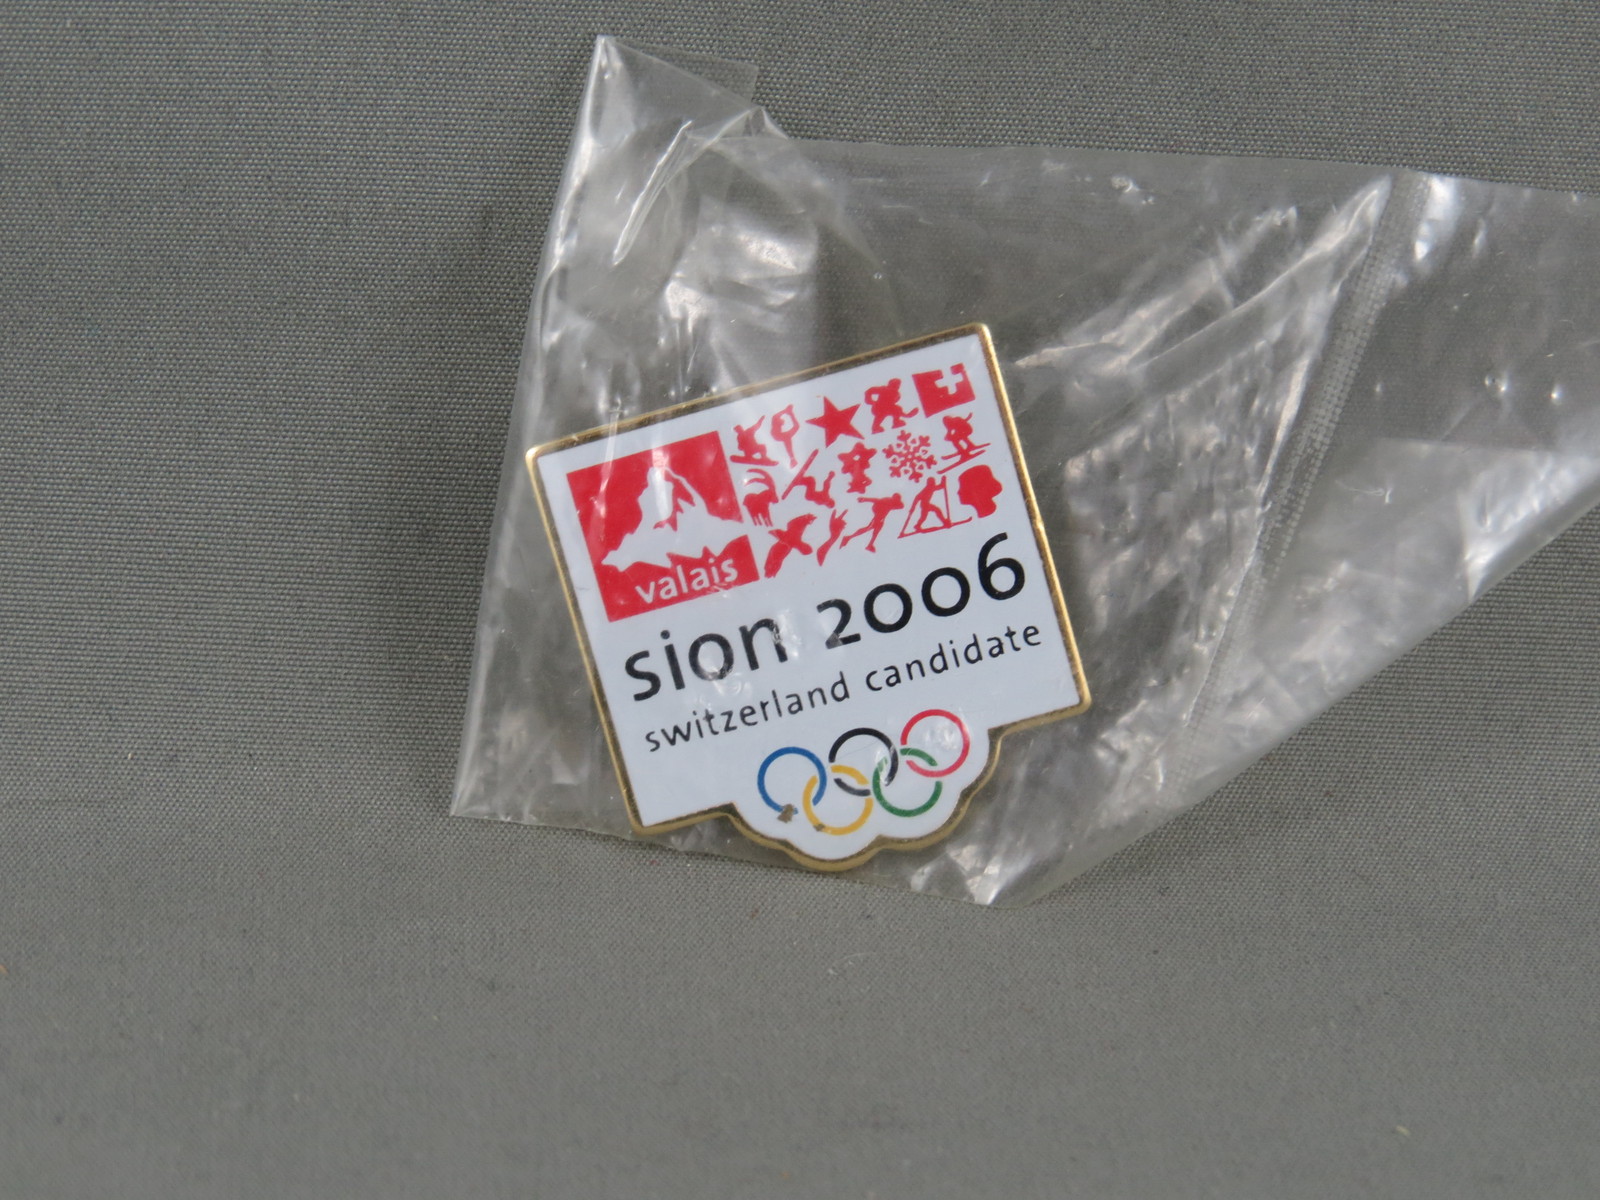 valais
sion 2006
switzerland candidate